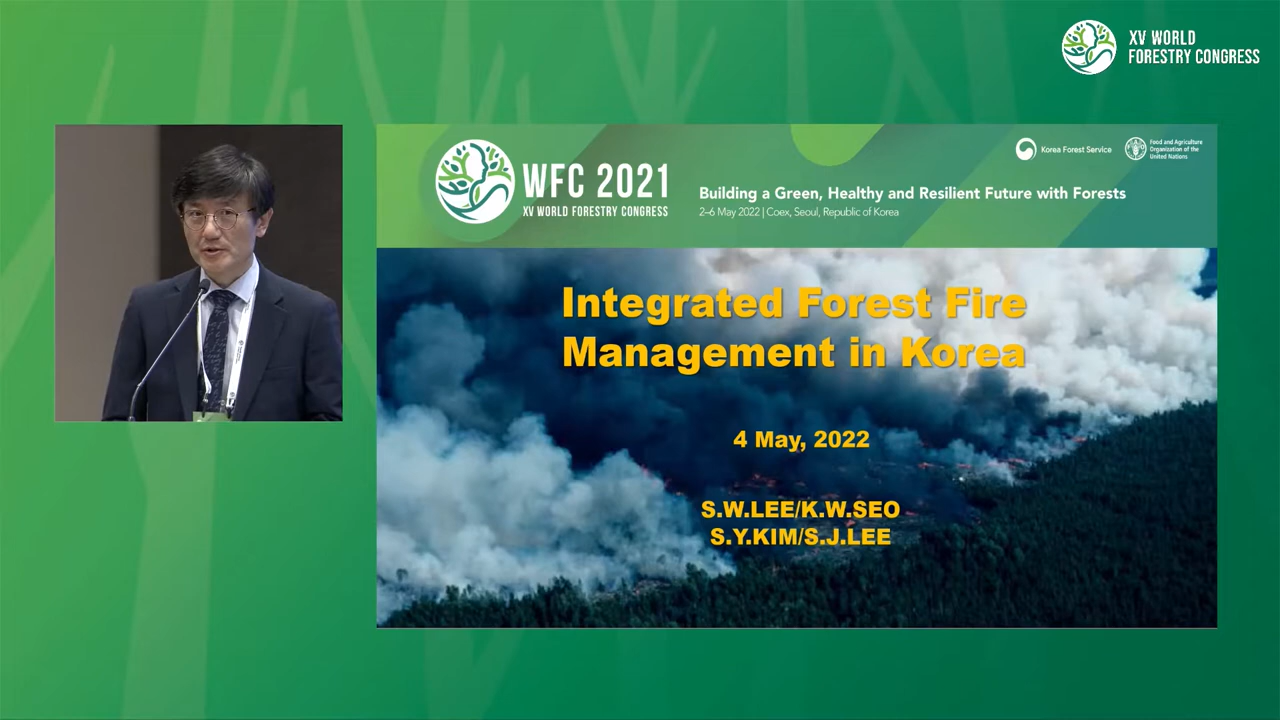 XV WORLD
FORESTRY CONGRESS
WFC 2021
XV WORLD FORESTRY CONGRESS
Korea Forest Service
Food and Agriculture
Organization of the
United Nations
Building a Green, Healthy and Resilient Future with Forests
2–6 May 2022 | Coex, Seoul, Republic of Korea
Integrated Forest Fire
Management in Korea
4 May, 2022
S.W.LEE/K.W.SEO
S.Y.KIM/S.J.LEE